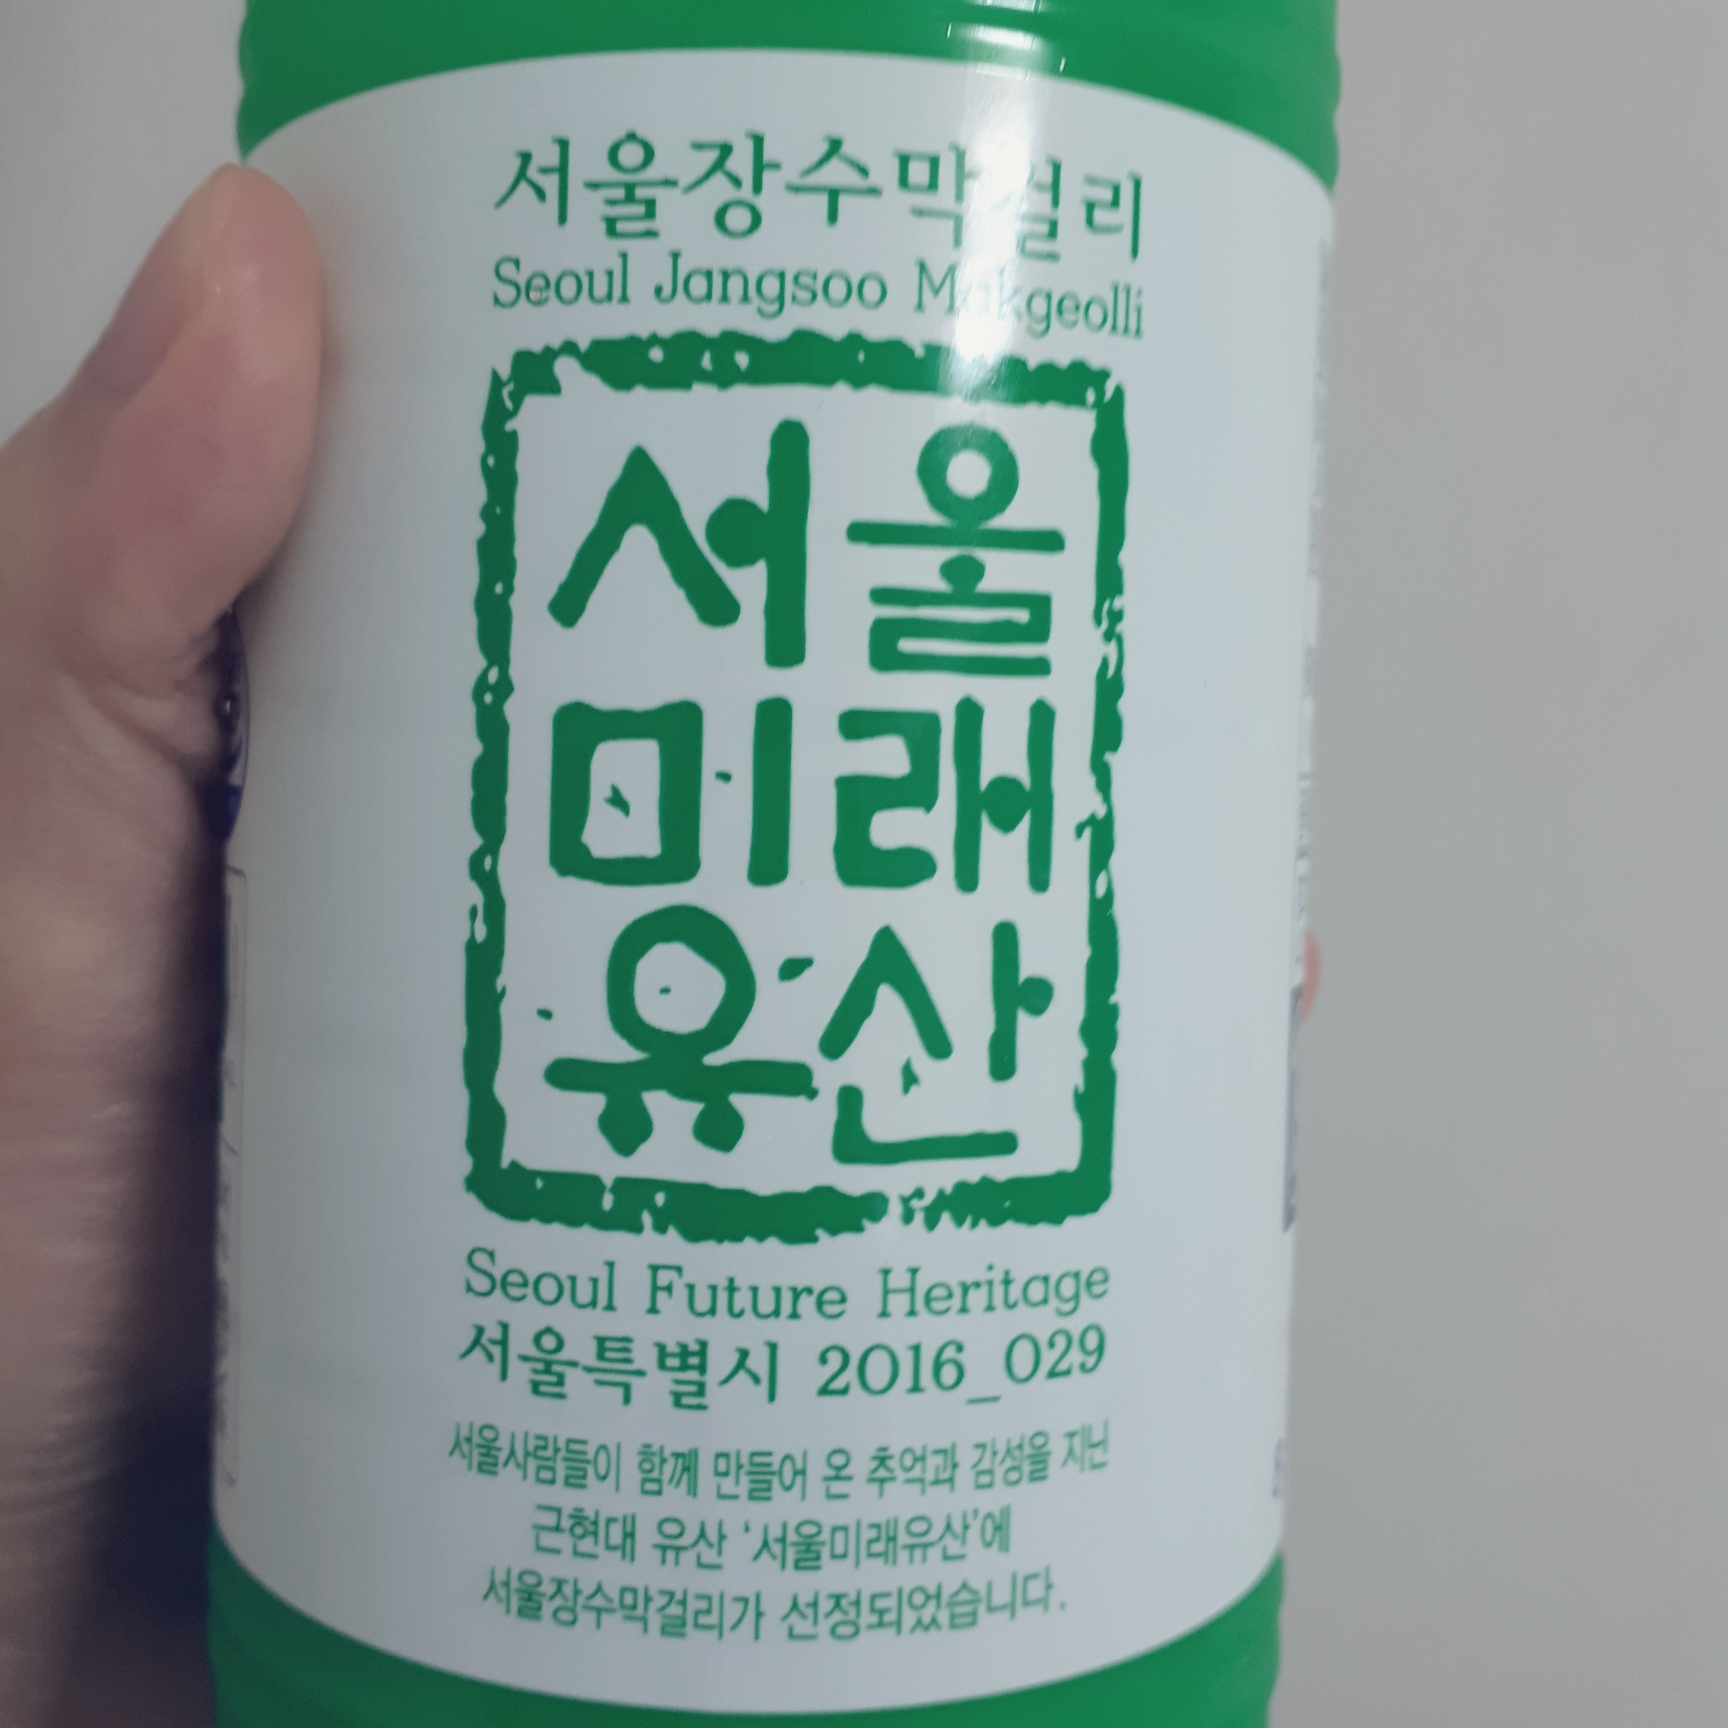 서울장수막걸리
Seoul Jangsoo Makgeolli
서울
미래
유산
Seoul Future Heritage
서울특별시 2016_029
서울사람들이 함께 만들어 온 추억과 감성을 지닌
근현대 유산 '서울미래유산'에
서울장수막걸리가 선정되었습니다.